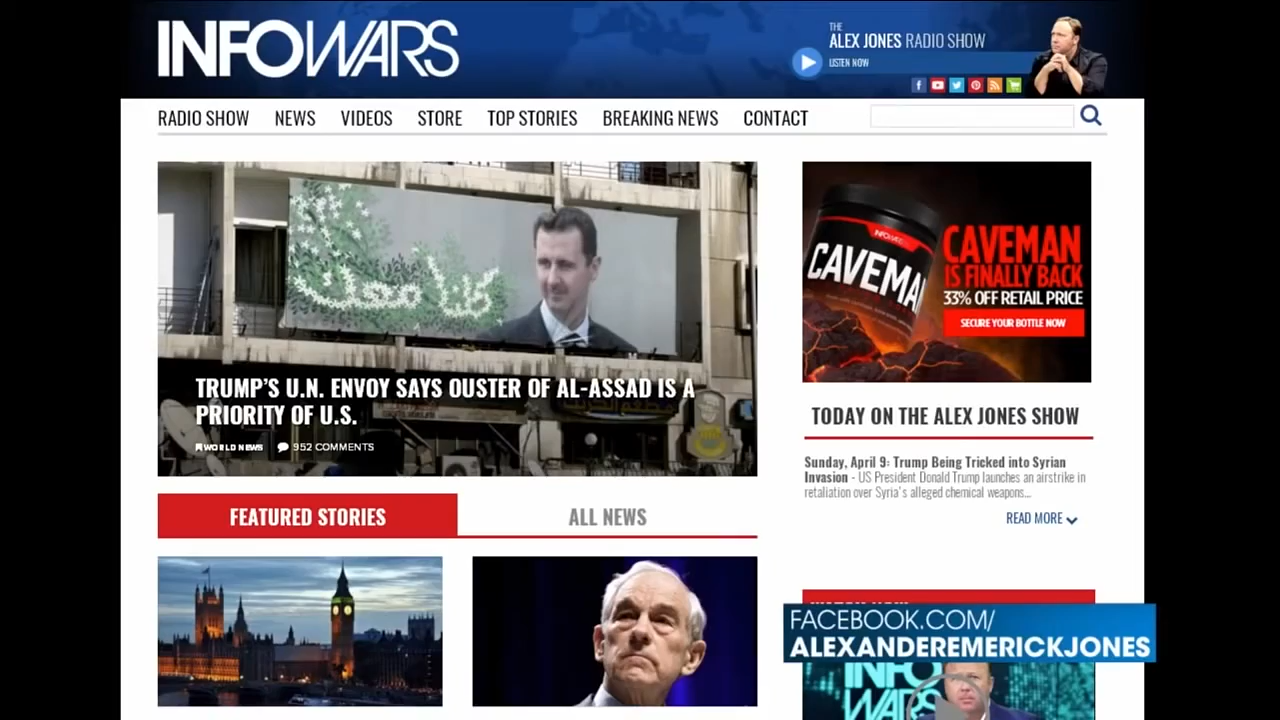 INFOWARS
THE
ALEX JONES RADIO SHOW
LISTEN NOW
RADIO SHOW NEWS VIDEOS STORE TOP STORIES BREAKING NEWS CONTACT
TRUMP'S U.N. ENVOY SAYS OUSTER OF AL-ASSAD IS A
PRIORITY OF U.S.
WORLD NEWS 952 COMMENTS
INFOWARS
CAVEMA
CAVEMAN
IS FINALLY BACK
33% OFF RETAIL PRICE
SECURE YOUR BOTTLE NOW
TODAY ON THE ALEX JONES SHOW
Sunday, April 9: Trump Being Tricked into Syrian
Invasion - US President Donald Trump launches an airstrike in
retaliation over Syria's alleged chemical weapons...
READ MORE
FEATURED STORIES ALL NEWS
FACEBOOK.COM/
ALEXANDEREMERICKJONES
INFO
WARS